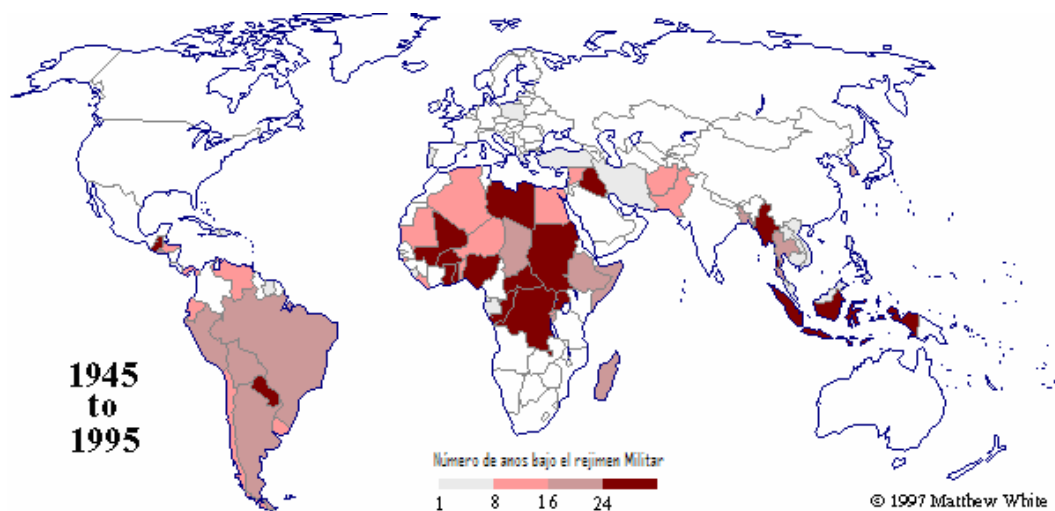 1945
to
1995
Número de anos bajo el rejimen Militar
1 8 16 24
© 1997 Matthew White